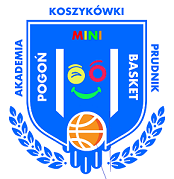 KOSZYKÓWKI
AKADEMIA
PRUDNIK
MINI
POGOŃ
BASKET